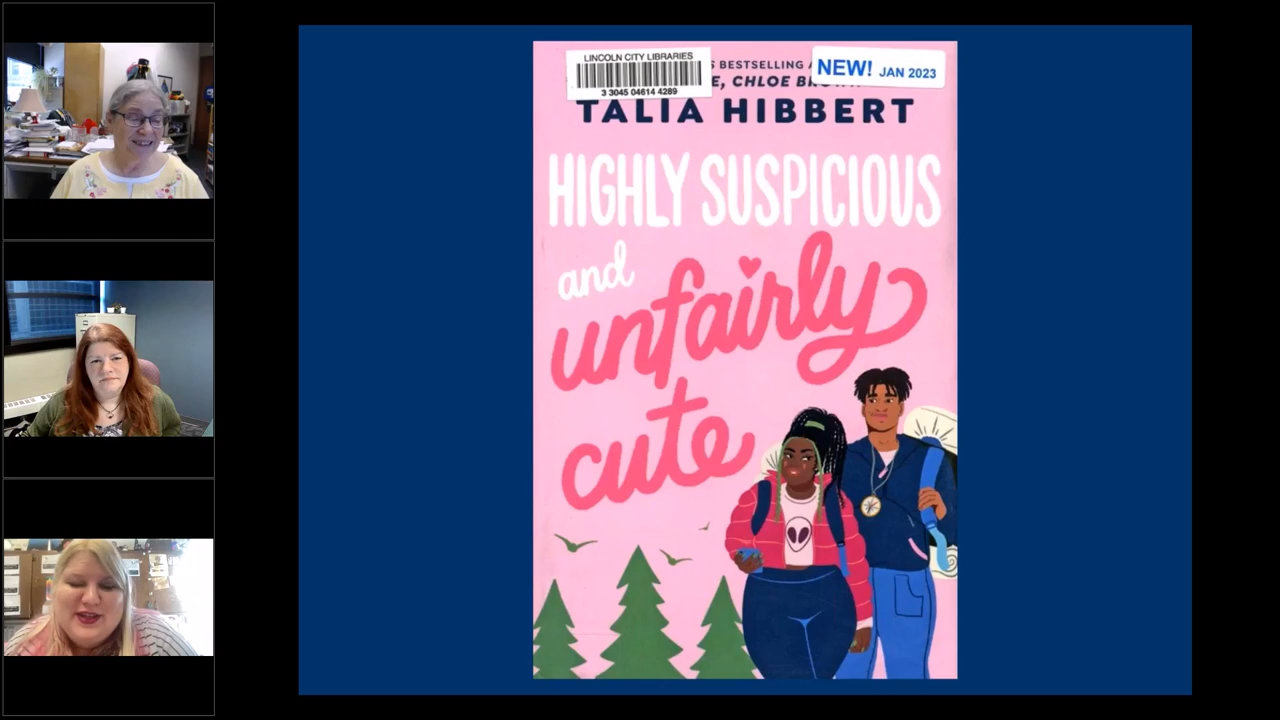 LINCOLN CITY LIBRARIES
3 3045 04614 4289
NEW! JAN 2023
BESTSELLING
CHLOE
TALIA HIBBERT
HIGHLY SUSPICIOUS
and
unfairly
cute